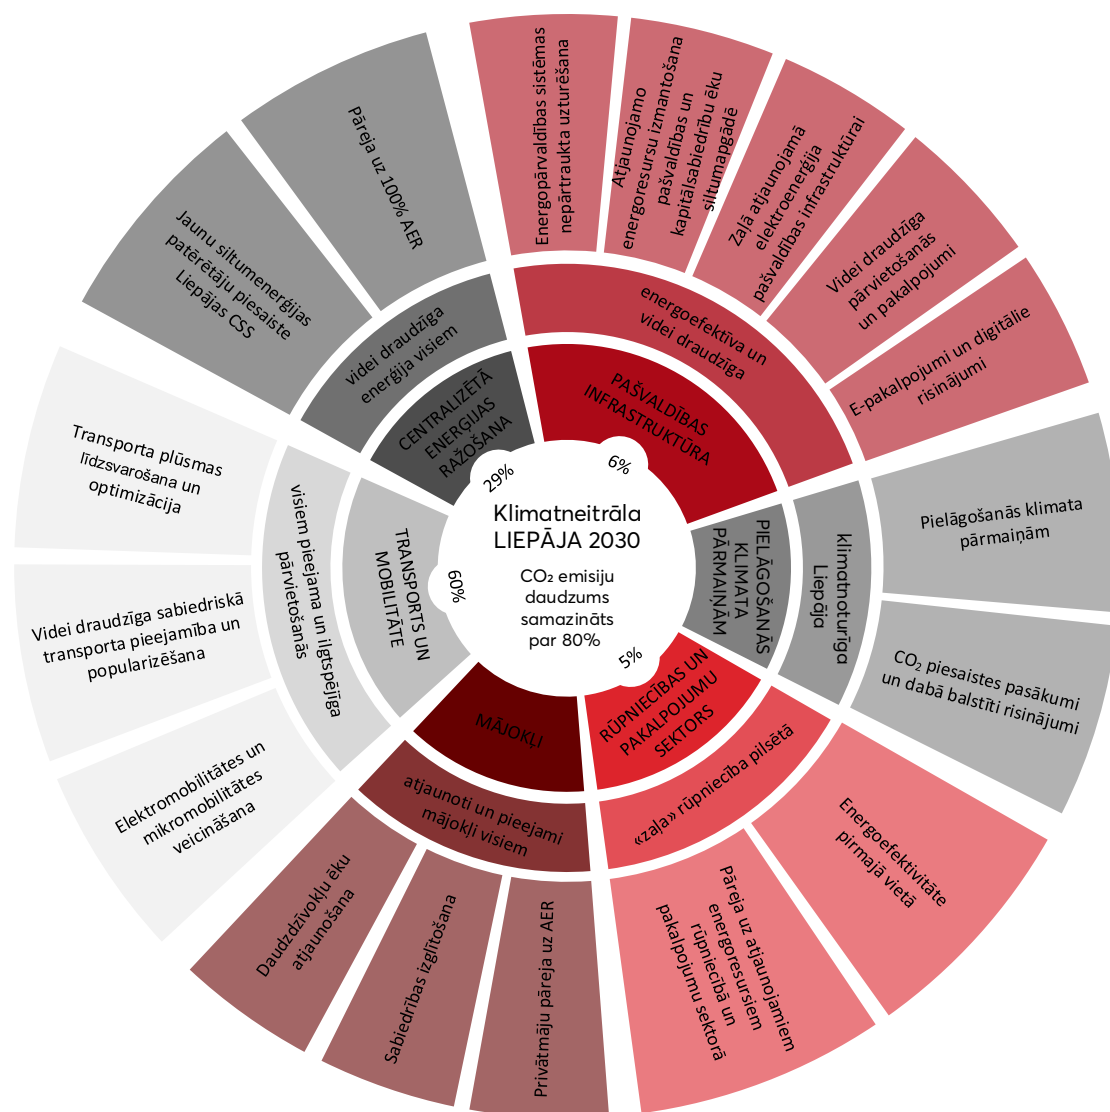 Klimatneitrāla
LIEPĀJA 2030
CO₂ emisiju
daudzums
samazināts
par 80%
6%
PAŠVALDĪBAS
INFRASTRUKTŪRA
energoefektīva un
videi draudzīga
Energopārvaldības sistēmas
nepārtraukta uzturēšana
Atjaunojamo
energoresursu izmantošana
pašvaldības un
kapitālsabiedrību ēku
siltumapgādē
Zaļā atjaunojamā
elektroenerģija
pašvaldības infrastruktūrai
Videi draudzīga
pārvietošanās
un pakalpojumi
E-pakalpojumi un digitālie
risinājumi
PIELĀGOŠANĀS
KLIMATA
PĀRMAIŅĀM
klimatnoturīga
Liepāja
Pielāgošanās klimata
pārmaiņām
CO₂ piesaistes pasākumi
un dabā balstīti risinājumi
5%
RŪPNIECĪBAS UN
PAKALPOJUMU
SEKTORS
«zaļa» rūpniecība pilsētā
Energoefektivitāte
pirmajā vietā
Pāreja uz atjaunojamiem
energoresursiem
rūpniecībā un
pakalpojumu sektorā
MĀJOKĻI
atjaunoti un pieejami
mājokļi visiem
Privātmāju pāreja uz AER
Sabiedrības izglītošana
Daudzdzīvokļu ēku
atjaunošana
60%
TRANSPORTS UN
MOBILITĀTE
visiem pieejama un ilgtspējīga
pārvietošanās
Elektromobilitātes un
mikromobilitātes
veicināšana
Videi draudzīga sabiedriskā
transporta pieejamība un
popularizēšana
Transporta plūsmas
līdzsvarošana un
optimizācija
29%
CENTRALIZĒTĀ
ENERĢIJAS
RAŽOŠANA
videi draudzīga
enerģija visiem
Jaunu siltumenerģijas
patērētāju piesaiste
Liepājas CSS
Pāreja uz 100% AER